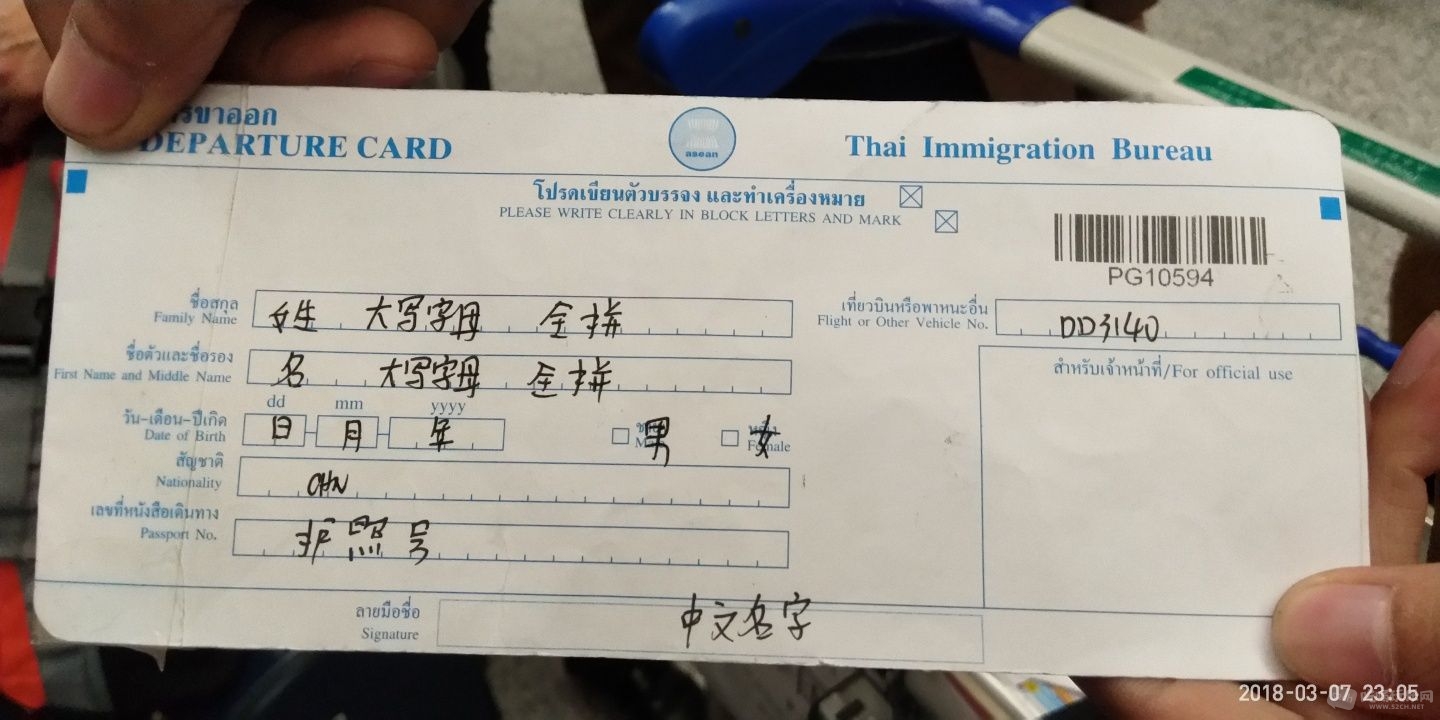 ขาออก
DEPARTURE CARD
asean
Thai Immigration Bureau
โปรดเขียนตัวบรรจง และทำเครื่องหมาย
PLEASE WRITE CLEARLY IN BLOCK LETTERS AND MARK
PG10594
ชื่อสกุล
Family Name
姓 大写字母 全拼
เที่ยวบินหรือพาหนะอื่น
Flight or Other Vehicle No.
DD3140
ชื่อตัวและชื่อรอง
First Name and Middle Name
名 大写字母 全拼
สำหรับเจ้าหน้าที่/For official use
dd mm yyyy
วัน-เดือน-ปีเกิด
Date of Birth
日 月 年 男 女
Female
สัญชาติ
Nationality
CHN
เลขที่หนังสือเดินทาง
Passport No.
护照号
ลายมือชื่อ
Signature
中文名字
2018-03-07 23:05
WWW.52CH.NET